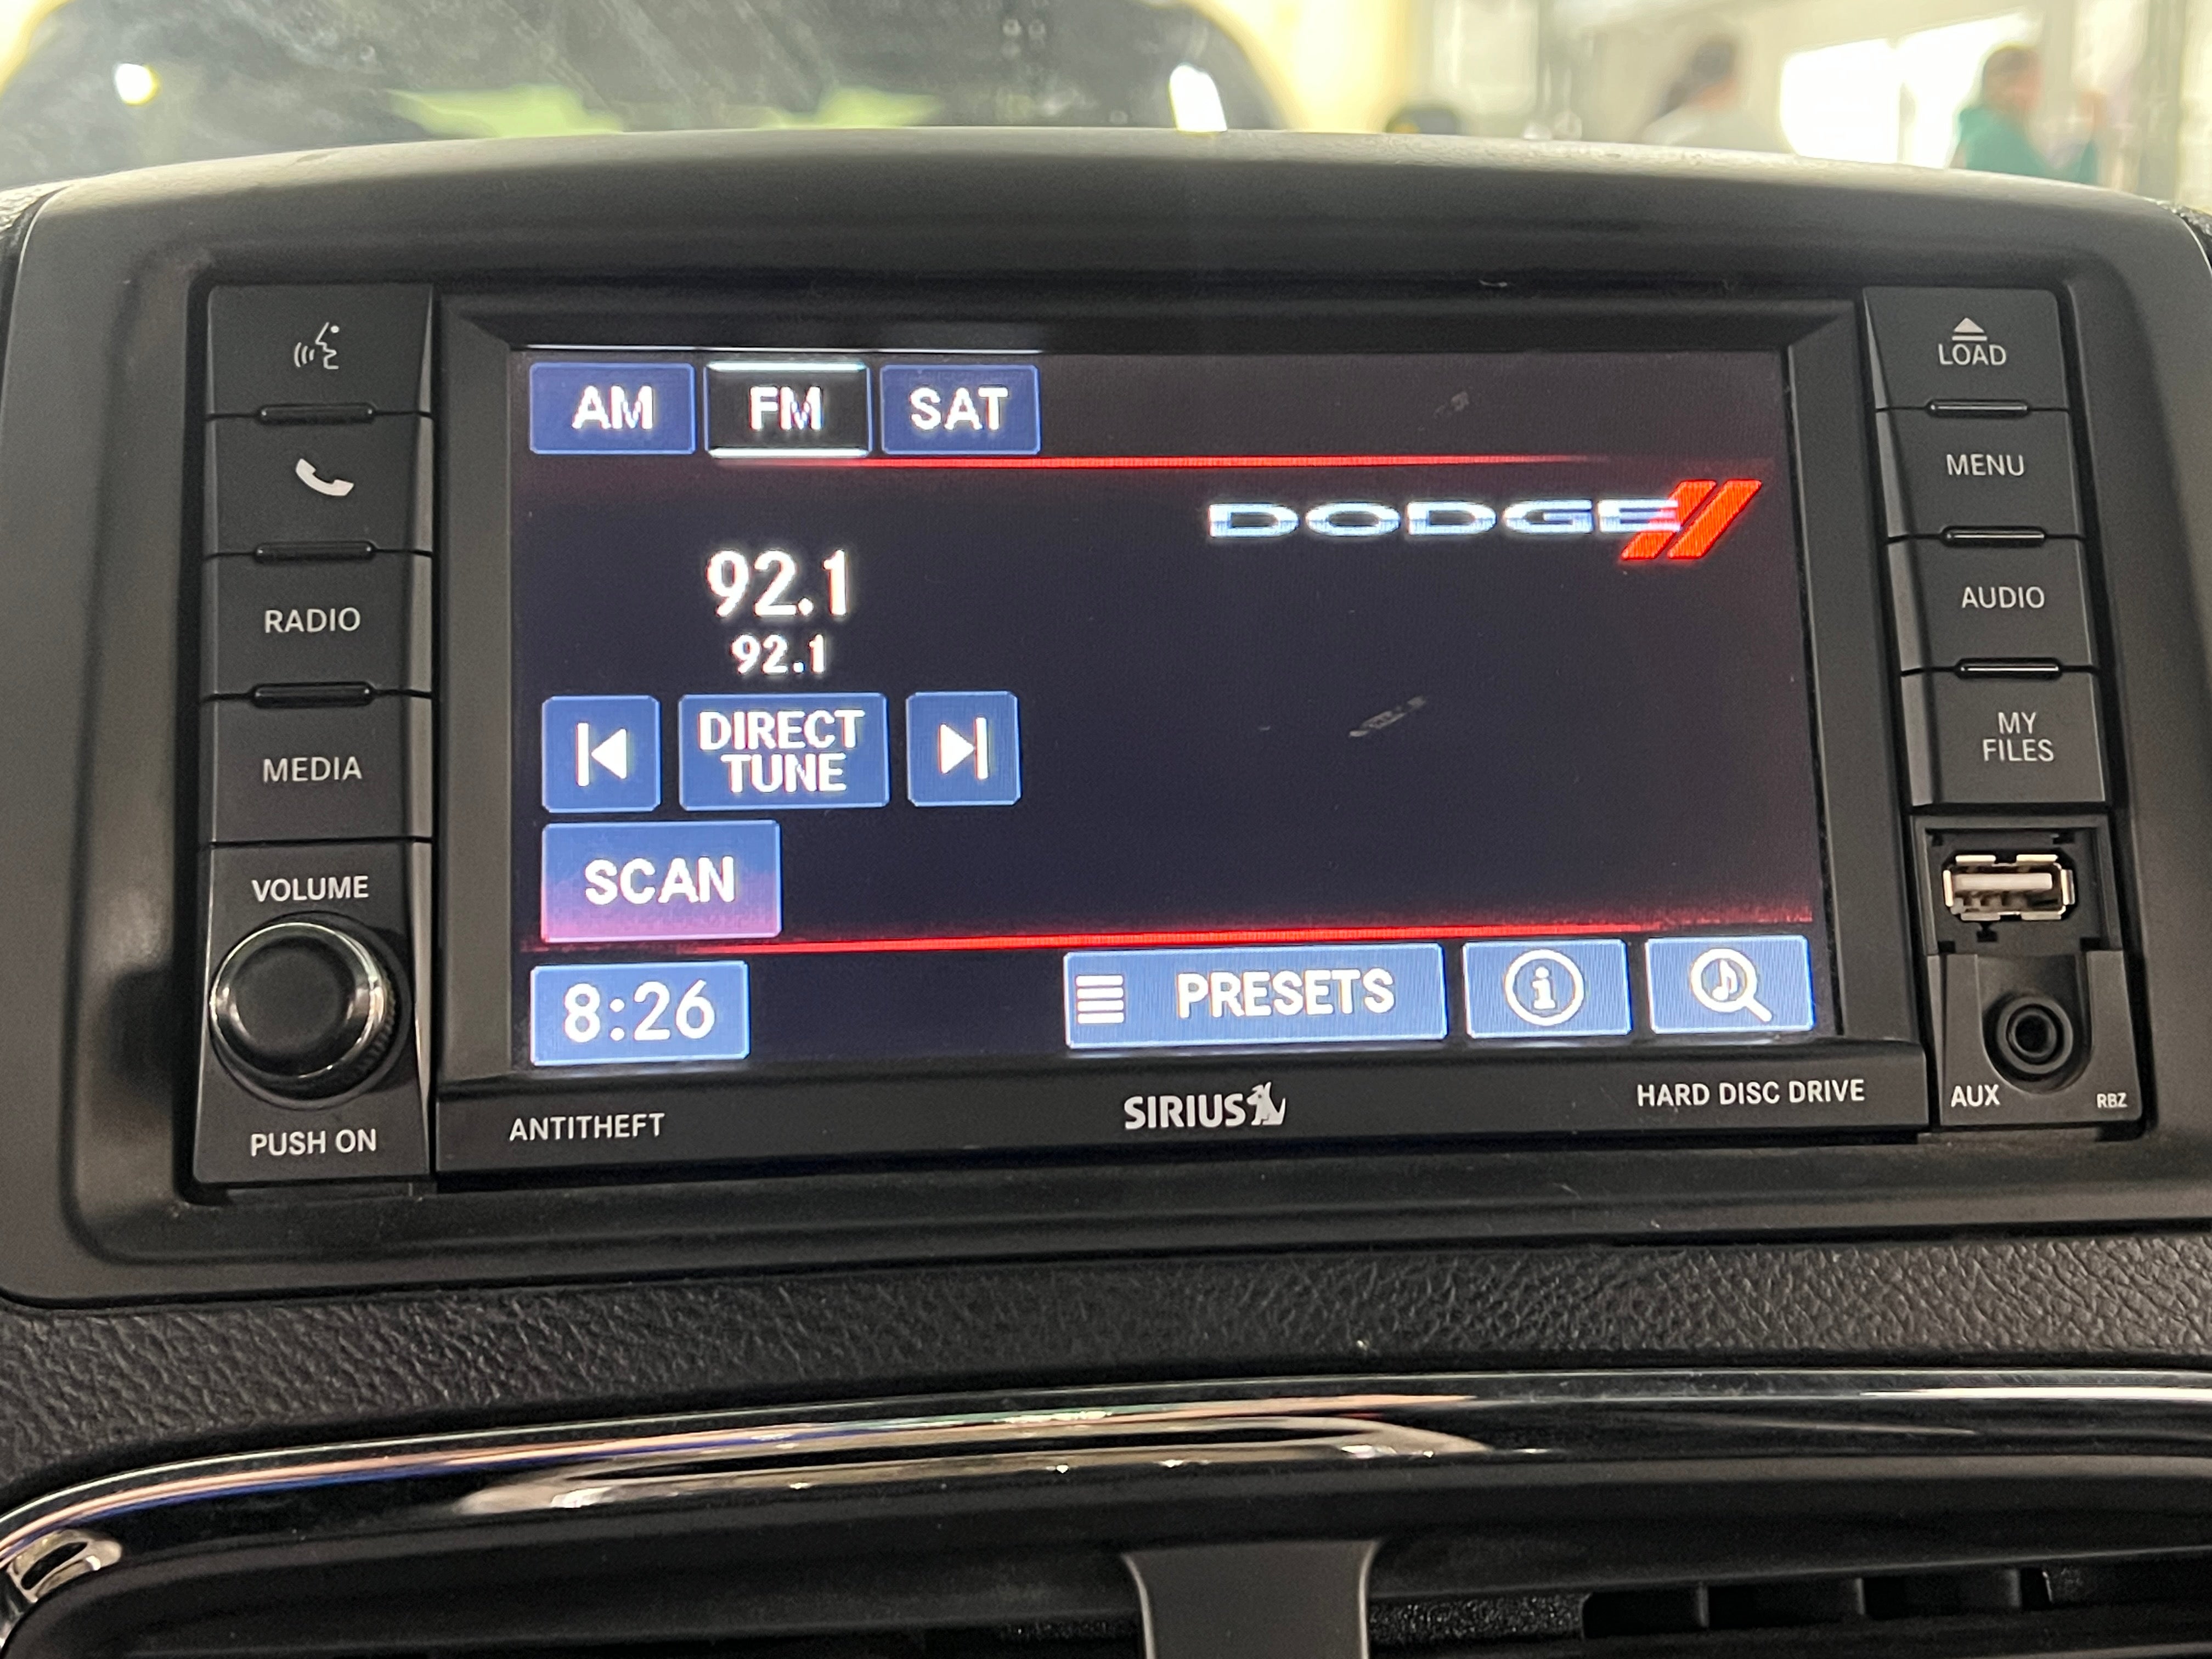 AM FM SAT
LOAD
DODGE
MENU
92.1
92.1
RADIO
AUDIO
DIRECT
TUNE
MY
FILES
MEDIA
SCAN
VOLUME
8:26
PRESETS
i
PUSH ON
ANTITHEFT
SIRIUS
HARD DISC DRIVE
AUX
RBZ